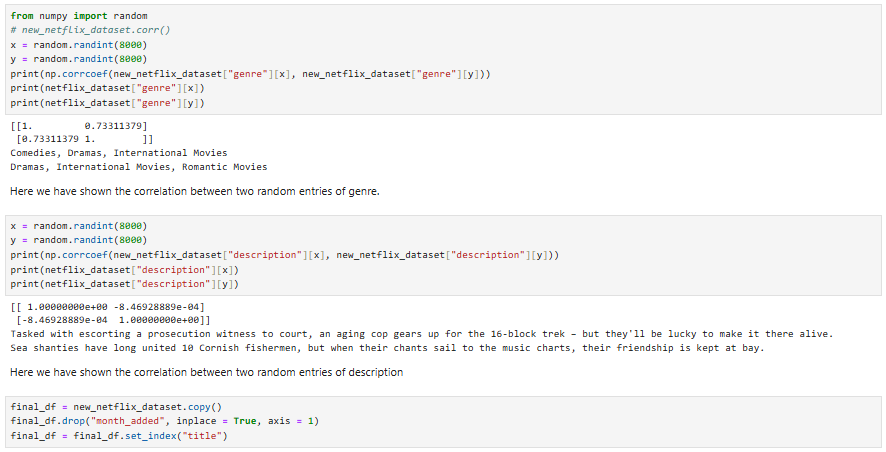 from numpy import random
# new_netflix_dataset.corr()
x = random.randint(8000)
y = random.randint(8000)
print(np.corrcoef(new_netflix_dataset["genre"][x], new_netflix_dataset["genre"][y]))
print(netflix_dataset["genre"][x])
print(netflix_dataset["genre"][y])
[[1.         0.73311379]
 [0.73311379 1.        ]]
Comedies, Dramas, International Movies
Dramas, International Movies, Romantic Movies
Here we have shown the correlation between two random entries of genre.
x = random.randint(8000)
y = random.randint(8000)
print(np.corrcoef(new_netflix_dataset["description"][x], new_netflix_dataset["description"][y]))
print(netflix_dataset["description"][x])
print(netflix_dataset["description"][y])
[[ 1.00000000e+00 -8.46928889e-04]
 [-8.46928889e-04  1.00000000e+00]]
Tasked with escorting a prosecution witness to court, an aging cop gears up for the 16-block trek – but they'll be lucky to make it there alive.
Sea shanties have long united 10 Cornish fishermen, but when their chants sail to the music charts, their friendship is kept at bay.
Here we have shown the correlation between two random entries of description
final_df = new_netflix_dataset.copy()
final_df.drop("month_added", inplace = True, axis = 1)
final_df = final_df.set_index("title")